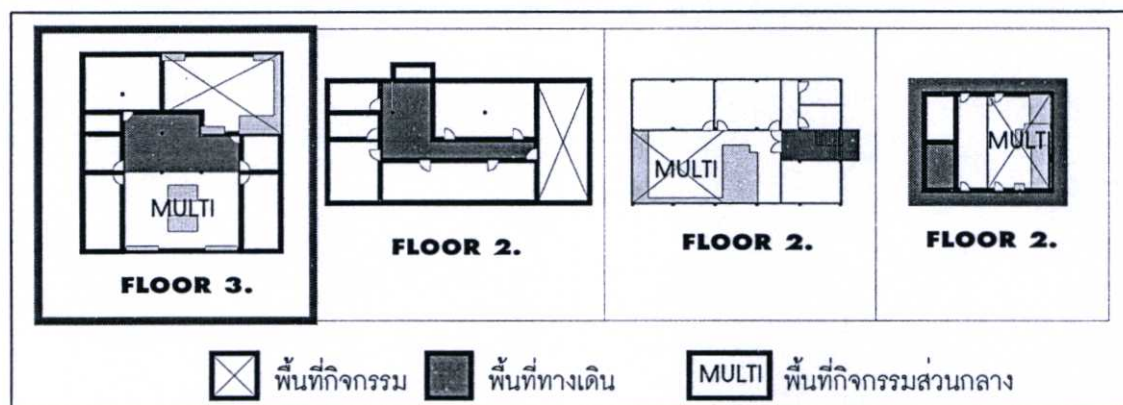 MULTI
FLOOR 3.
FLOOR 2.
MULTI
FLOOR 2.
MULTI
FLOOR 2.
พื้นที่กิจกรรม
พื้นที่ทางเดิน
MULTI พื้นที่กิจกรรมส่วนกลาง